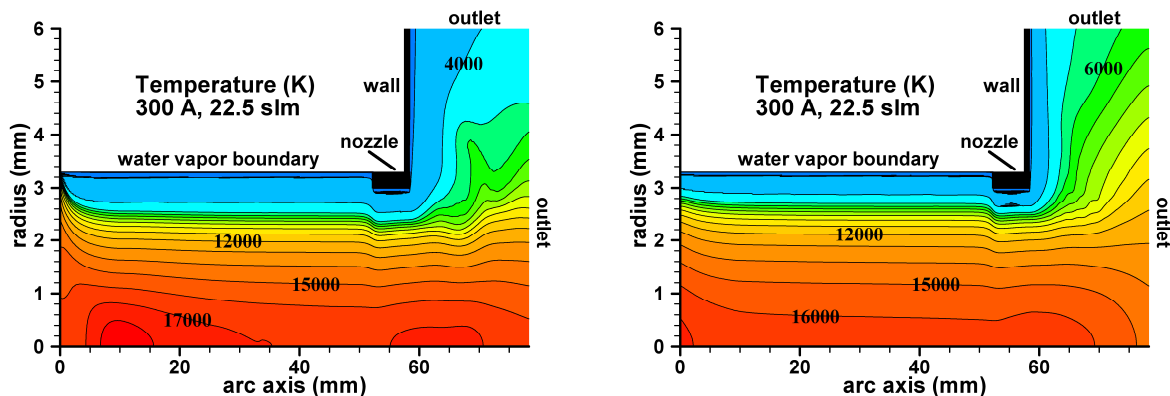 outlet
6
5
4
3
2
1
0
radius (mm)
Temperature (K)
300 A, 22.5 slm
4000
wall
nozzle
water vapor boundary
outlet
12000
15000
17000
0
20
40
60
arc axis (mm)
outlet
6
5
4
3
2
1
0
radius (mm)
Temperature (K)
300 A, 22.5 slm
6000
wall
nozzle
water vapor boundary
outlet
12000
15000
16000
0
20
40
60
arc axis (mm)